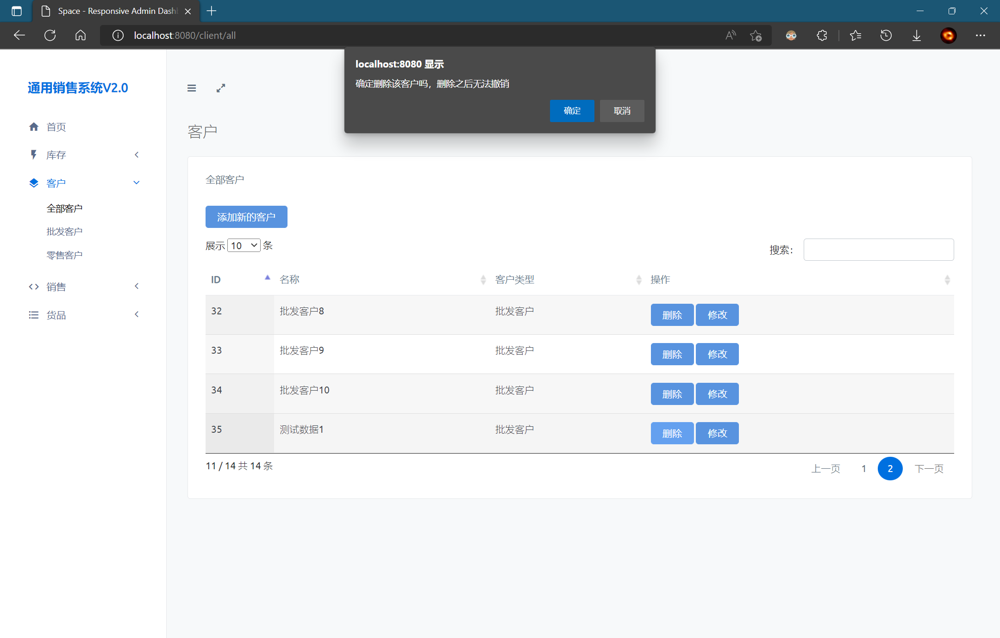 Space - Responsive Admin Dash
localhost:8080/client/all
localhost:8080 显示
确定删除该客户吗，删除之后无法撤销
确定 取消
通用销售系统V2.0
首页
库存
客户
全部客户
批发客户
零售客户
销售
货品
客户
全部客户
添加新的客户
展示 10 条
搜索：
ID 名称 客户类型 操作
32 批发客户8 批发客户 删除 修改
33 批发客户9 批发客户 删除 修改
34 批发客户10 批发客户 删除 修改
35 测试数据1 批发客户 删除 修改
11 / 14 共 14 条
上一页 1 2 下一页